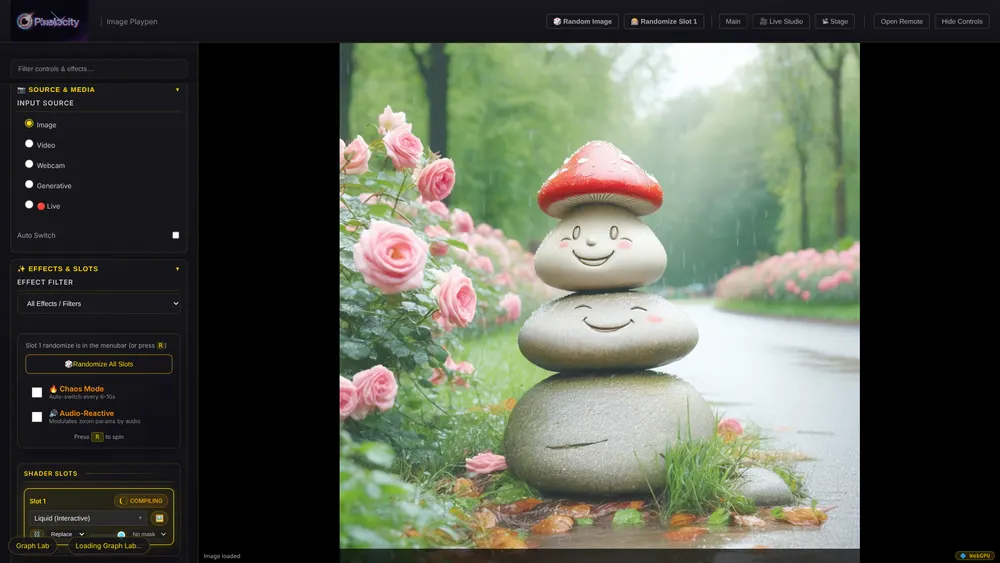 Pixelocity
Image Playpen
🎲 Random Image
🎰 Randomize Slot 1
Main
🎥 Live Studio
📽 Stage
Open Remote
Hide Controls
Filter controls & effects...
📷 SOURCE & MEDIA ▼
INPUT SOURCE
Image
Video
Webcam
Generative
🔴 Live
Auto Switch
✨ EFFECTS & SLOTS ▼
EFFECT FILTER
All Effects / Filters
Slot 1 randomize is in the menubar (or press R)
🎲Randomize All Slots
🔥 Chaos Mode
Auto-switch every 6-10s
🔊 Audio-Reactive
Modulates zoom params by audio
Press R to spin
SHADER SLOTS
Slot 1
COMPILING
Liquid (Interactive)
Replace
No mask
Graph Lab
Loading Graph Lab...
Image loaded
WebGPU